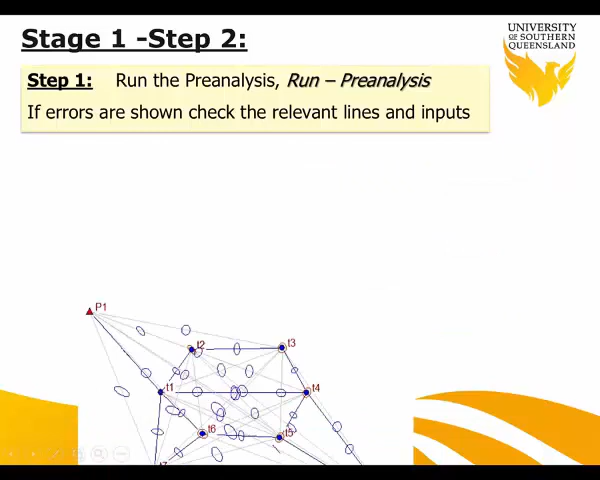 Stage 1 -Step 2:
UNIVERSITY
OF SOUTHERN
QUEENSLAND
Step 1: Run the Preanalysis, Run – Preanalysis
If errors are shown check the relevant lines and inputs
P1
t2
t3
t1
t4
t6
t5